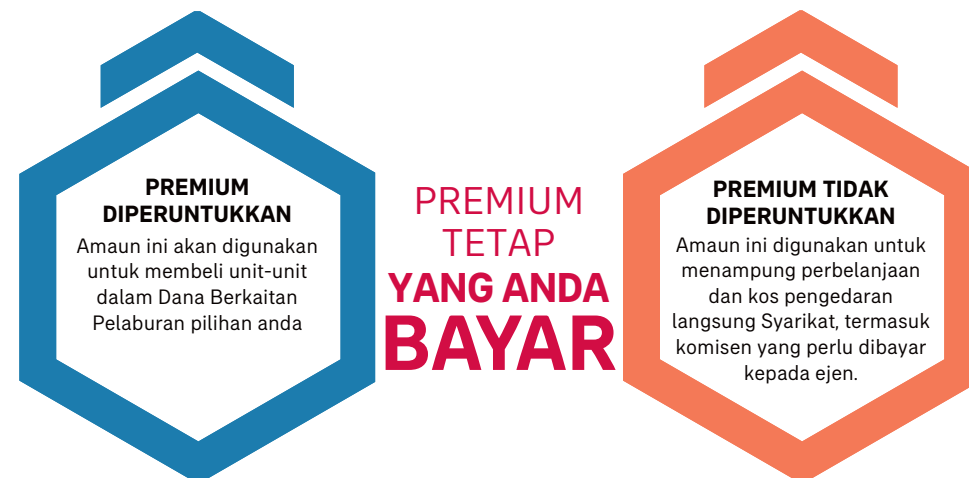 PREMIUM
DIPERUNTUKKAN
Amaun ini akan digunakan
untuk membeli unit-unit
dalam Dana Berkaitan
Pelaburan pilihan anda
PREMIUM
TETAP
YANG ANDA
BAYAR
PREMIUM TIDAK
DIPERUNTUKKAN
Amaun ini digunakan untuk
menampung perbelanjaan
dan kos pengedaran
langsung Syarikat, termasuk
komisen yang perlu dibayar
kepada ejen.